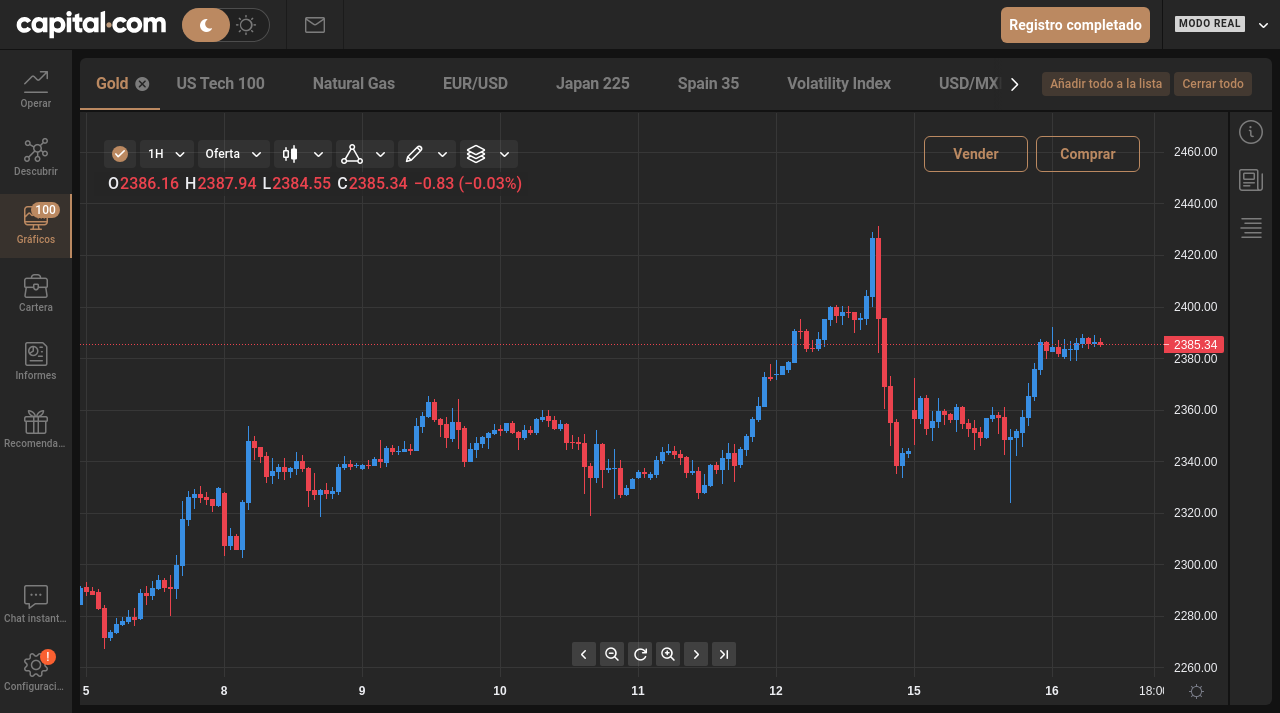 capital.com
Registro completado
MODO REAL
Gold
US Tech 100
Natural Gas
EUR/USD
Japan 225
Spain 35
Volatility Index
USD/MX
Añadir todo a la lista
Cerrar todo
Operar
Descubrir
100
Gráficos
Cartera
Informes
Recomenda...
Chat instant...
!
Configuraci...
1H
Oferta
Vender
Comprar
O2386.16 H2387.94 L2384.55 C2385.34 −0.83 (−0.03%)
2460.00
2440.00
2420.00
2400.00
2385.34
2380.00
2360.00
2340.00
2320.00
2300.00
2280.00
2260.00
5 8 9 10 11 12 15 16 18:00